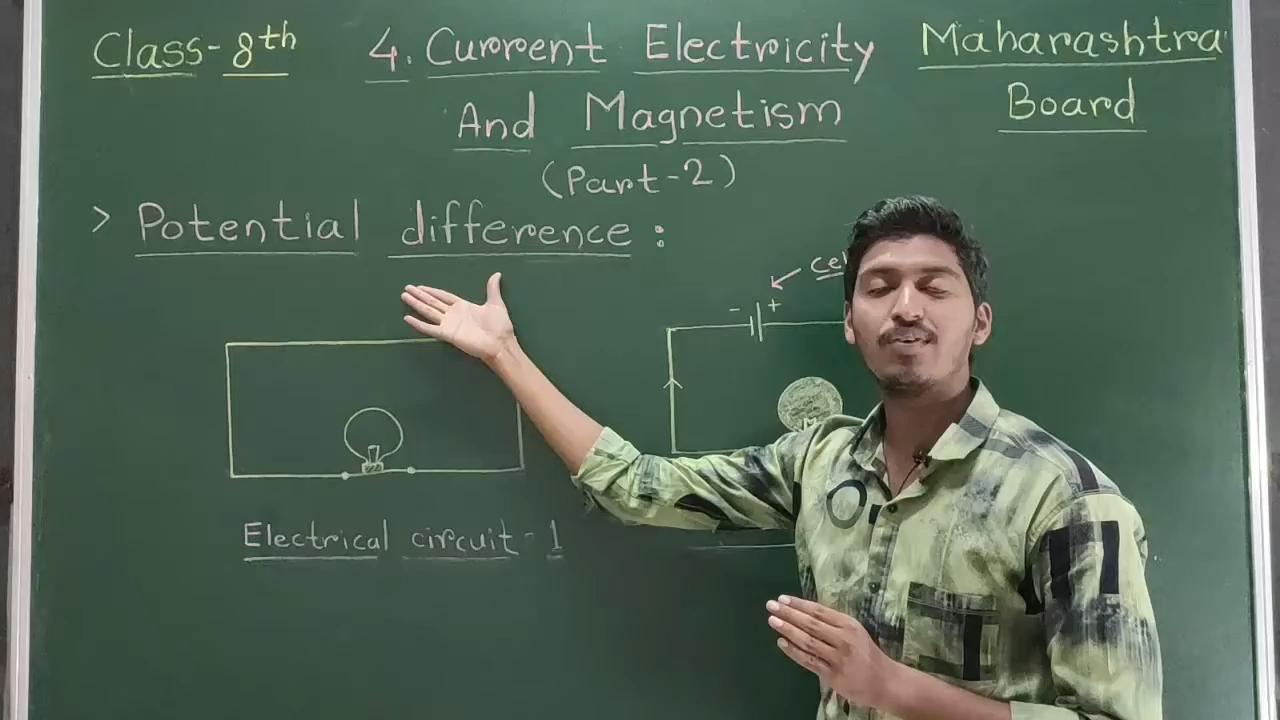 Class- 8th 4. Current Electricity Maharashtra
And Magnetism Board
(Part-2)
> Potential difference :
- +
Electrical circuit - 1